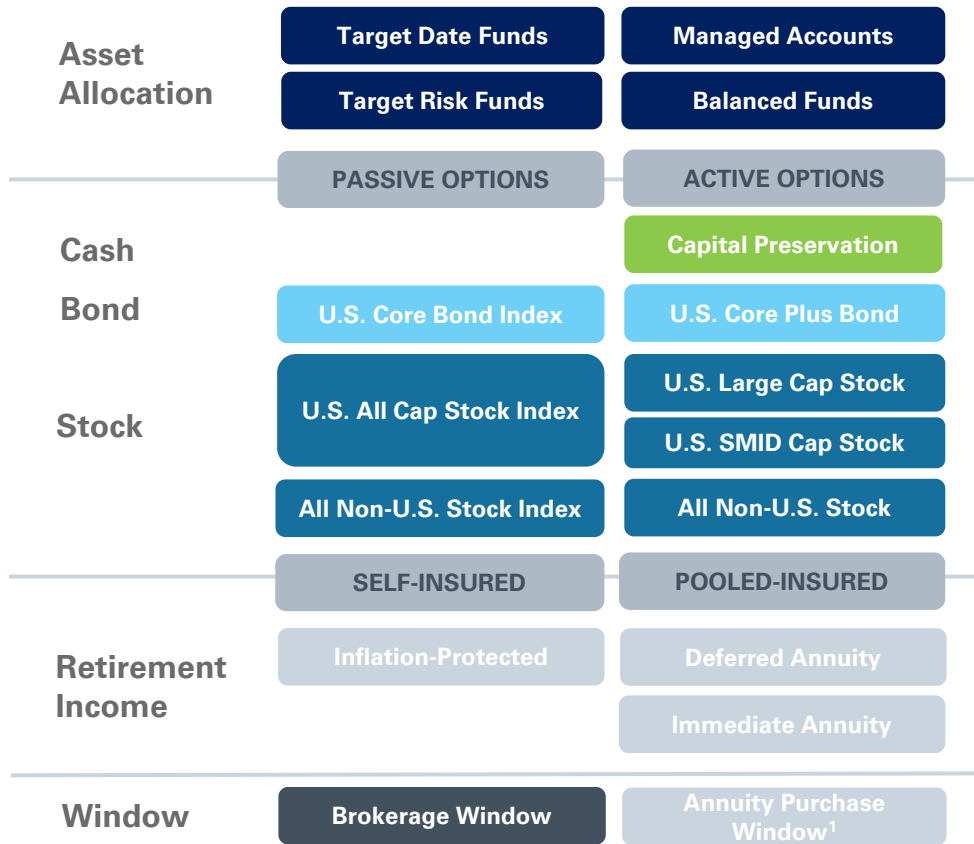 Asset
Allocation
Target Date Funds
Managed Accounts
Target Risk Funds
Balanced Funds
PASSIVE OPTIONS
ACTIVE OPTIONS
Cash
Capital Preservation
Bond
U.S. Core Bond Index
U.S. Core Plus Bond
Stock
U.S. All Cap Stock Index
U.S. Large Cap Stock
U.S. SMID Cap Stock
All Non-U.S. Stock Index
All Non-U.S. Stock
SELF-INSURED
POOLED-INSURED
Retirement
Income
Inflation-Protected
Deferred Annuity
Immediate Annuity
Window
Brokerage Window
Annuity Purchase
Window¹